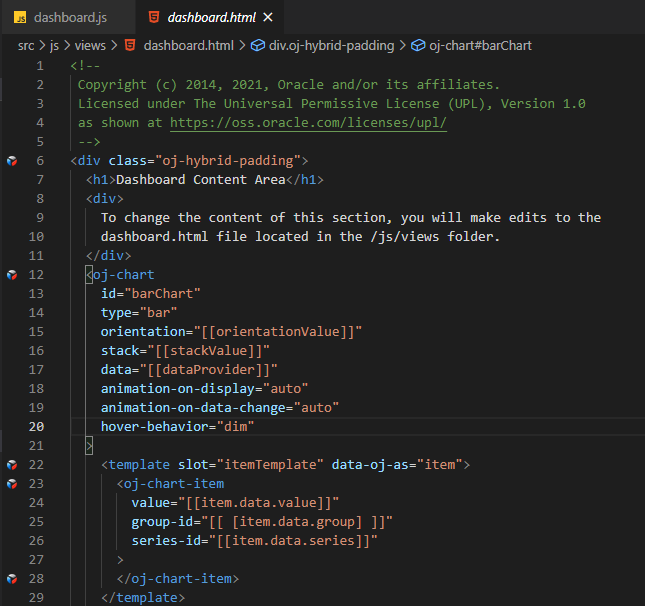 JS dashboard.js
dashboard.html ×
src > js > views > dashboard.html > div.oj-hybrid-padding > oj-chart#barChart
1 <!--
2 Copyright (c) 2014, 2021, Oracle and/or its affiliates.
3 Licensed under The Universal Permissive License (UPL), Version 1.0
4 as shown at https://oss.oracle.com/licenses/upl/
5 -->
6 <div class="oj-hybrid-padding">
7 <h1>Dashboard Content Area</h1>
8 <div>
9 To change the content of this section, you will make edits to the
10 dashboard.html file located in the /js/views folder.
11 </div>
12 <oj-chart
13 id="barChart"
14 type="bar"
15 orientation="[[orientationValue]]"
16 stack="[[stackValue]]"
17 data="[[dataProvider]]"
18 animation-on-display="auto"
19 animation-on-data-change="auto"
20 hover-behavior="dim"
21 >
22 <template slot="itemTemplate" data-oj-as="item">
23 <oj-chart-item
24 value="[[item.data.value]]"
25 group-id="[[ [item.data.group] ]]"
26 series-id="[[item.data.series]]"
27 >
28 </oj-chart-item>
29 </template>